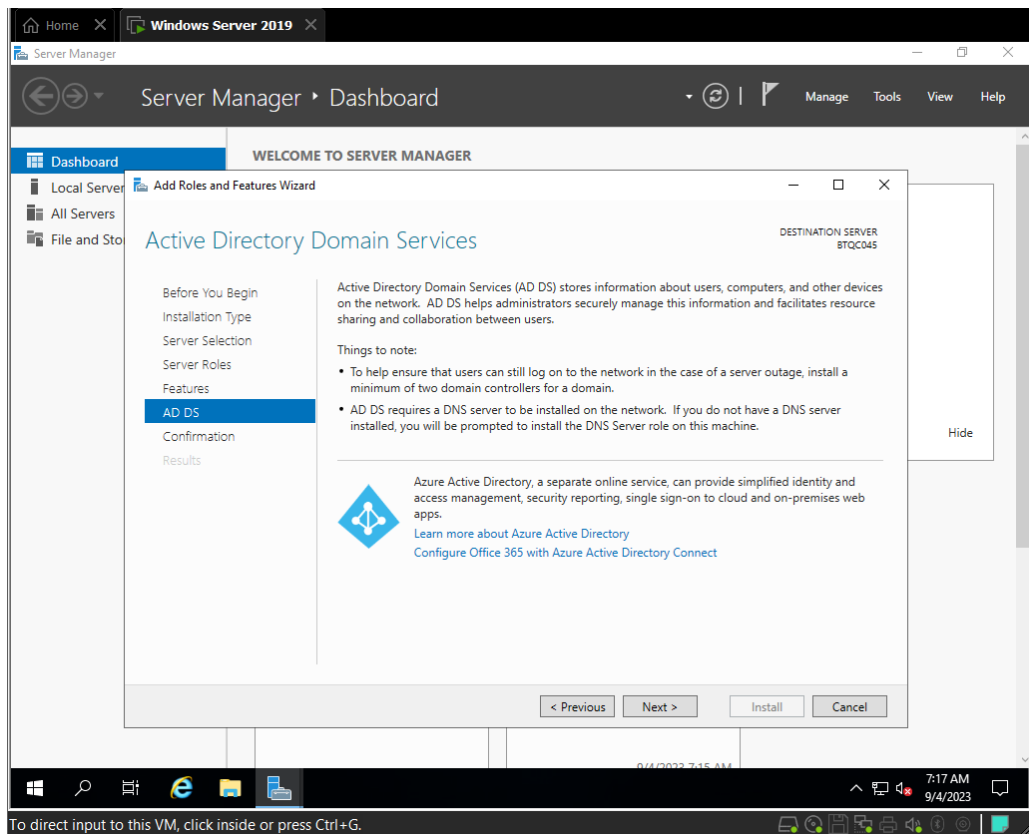 Home
Windows Server 2019
Server Manager
Server Manager
Dashboard
Manage
Tools
View
Help
Dashboard
Local Server
All Servers
File and Sto
WELCOME TO SERVER MANAGER
Add Roles and Features Wizard
Active Directory Domain Services
DESTINATION SERVER
BTQC045
Before You Begin
Installation Type
Server Selection
Server Roles
Features
AD DS
Confirmation
Results
Active Directory Domain Services (AD DS) stores information about users, computers, and other devices
on the network. AD DS helps administrators securely manage this information and facilitates resource
sharing and collaboration between users.
Things to note:
• To help ensure that users can still log on to the network in the case of a server outage, install a
minimum of two domain controllers for a domain.
• AD DS requires a DNS server to be installed on the network. If you do not have a DNS server
installed, you will be prompted to install the DNS Server role on this machine.
Azure Active Directory, a separate online service, can provide simplified identity and
access management, security reporting, single sign-on to cloud and on-premises web
apps.
Learn more about Azure Active Directory
Configure Office 365 with Azure Active Directory Connect
Hide
< Previous
Next >
Install
Cancel
9/4/2023 7:15 AM
7:17 AM
9/4/2023
To direct input to this VM, click inside or press Ctrl+G.